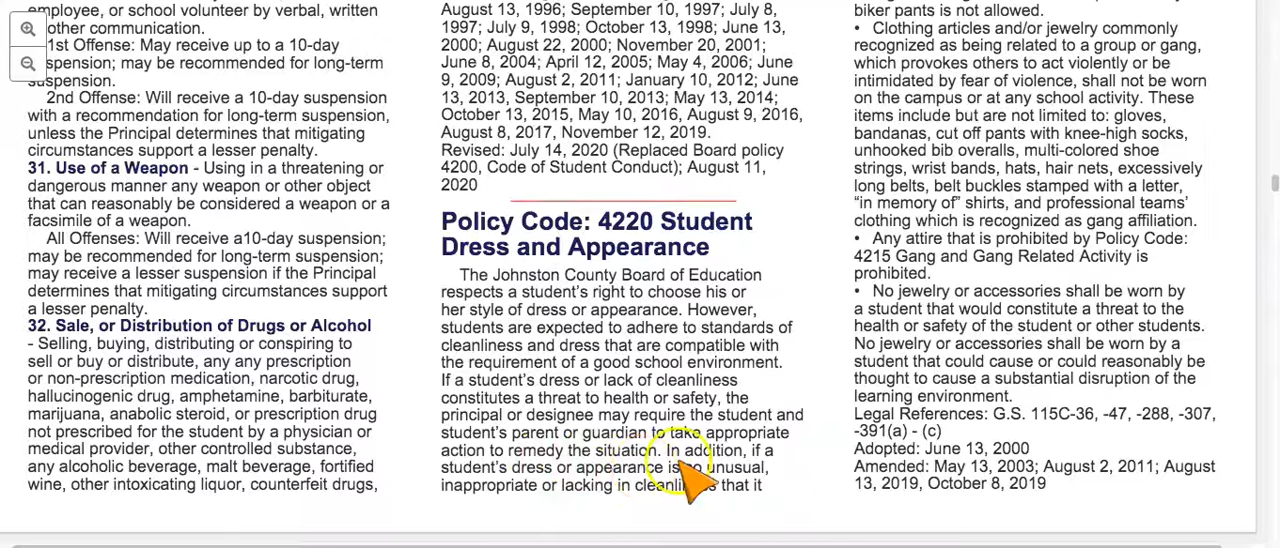 employee, or school volunteer by verbal, written
other communication.
1st Offense: May receive up to a 10-day
suspension; may be recommended for long-term
suspension.
2nd Offense: Will receive a 10-day suspension
with a recommendation for long-term suspension,
unless the Principal determines that mitigating
circumstances support a lesser penalty.
31. Use of a Weapon - Using in a threatening or
dangerous manner any weapon or other object
that can reasonably be considered a weapon or a
facsimile of a weapon.
All Offenses: Will receive a10-day suspension;
may be recommended for long-term suspension;
may receive a lesser suspension if the Principal
determines that mitigating circumstances support
a lesser penalty.
32. Sale, or Distribution of Drugs or Alcohol
- Selling, buying, distributing or conspiring to
sell or buy or distribute, any any prescription
or non-prescription medication, narcotic drug,
hallucinogenic drug, amphetamine, barbiturate,
marijuana, anabolic steroid, or prescription drug
not prescribed for the student by a physician or
medical provider, other controlled substance,
any alcoholic beverage, malt beverage, fortified
wine, other intoxicating liquor, counterfeit drugs,
August 13, 1996; September 10, 1997; July 8,
1997; July 9, 1998; October 13, 1998; June 13,
2000; August 22, 2000; November 20, 2001;
June 8, 2004; April 12, 2005; May 4, 2006; June
9, 2009; August 2, 2011; January 10, 2012; June
13, 2013, September 10, 2013; May 13, 2014;
October 13, 2015, May 10, 2016, August 9, 2016,
August 8, 2017, November 12, 2019.
Revised: July 14, 2020 (Replaced Board policy
4200, Code of Student Conduct); August 11,
2020
Policy Code: 4220 Student
Dress and Appearance
The Johnston County Board of Education
respects a student's right to choose his or
her style of dress or appearance. However,
students are expected to adhere to standards of
cleanliness and dress that are compatible with
the requirement of a good school environment.
If a student's dress or lack of cleanliness
constitutes a threat to health or safety, the
principal or designee may require the student and
student's parent or guardian to take appropriate
action to remedy the situation. In addition, if a
student's dress or appearance is so unusual,
inappropriate or lacking in cleanliness that it
biker pants is not allowed.
• Clothing articles and/or jewelry commonly
recognized as being related to a group or gang,
which provokes others to act violently or be
intimidated by fear of violence, shall not be worn
on the campus or at any school activity. These
items include but are not limited to: gloves,
bandanas, cut off pants with knee-high socks,
unhooked bib overalls, multi-colored shoe
strings, wrist bands, hats, hair nets, excessively
long belts, belt buckles stamped with a letter,
“in memory of” shirts, and professional teams'
clothing which is recognized as gang affiliation.
• Any attire that is prohibited by Policy Code:
4215 Gang and Gang Related Activity is
prohibited.
• No jewelry or accessories shall be worn by
a student that would constitute a threat to the
health or safety of the student or other students.
No jewelry or accessories shall be worn by a
student that could cause or could reasonably be
thought to cause a substantial disruption of the
learning environment.
Legal References: G.S. 115C-36, -47, -288, -307,
-391(a) - (c)
Adopted: June 13, 2000
Amended: May 13, 2003; August 2, 2011; August
13, 2019, October 8, 2019